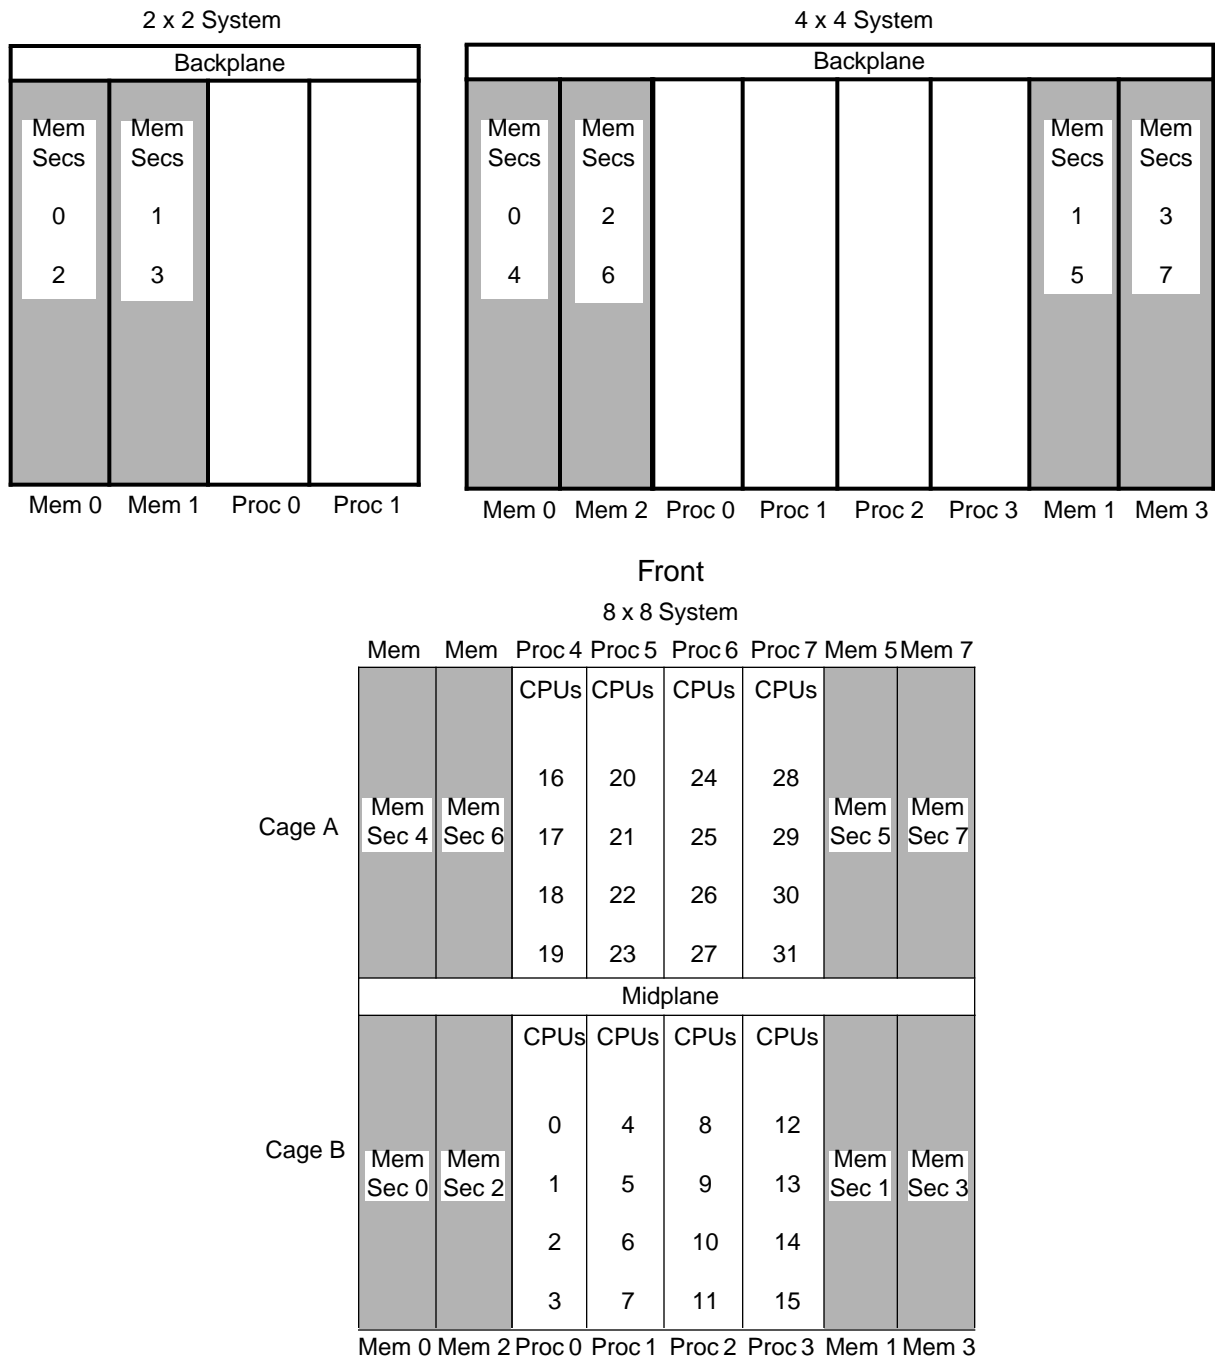 2 x 2 System
Backplane
Mem Mem
Secs Secs
0 1
2 3
Mem 0 Mem 1 Proc 0 Proc 1
4 x 4 System
Backplane
Mem Mem Mem Mem
Secs Secs Secs Secs
0 2 1 3
4 6 5 7
Mem 0 Mem 2 Proc 0 Proc 1 Proc 2 Proc 3 Mem 1 Mem 3
Front
8 x 8 System
Mem Mem Proc 4 Proc 5 Proc 6 Proc 7 Mem 5 Mem 7
CPUs CPUs CPUs CPUs
16 20 24 28
Mem Mem Mem Mem
Cage A Sec 4 Sec 6 17 21 25 29 Sec 5 Sec 7
18 22 26 30
19 23 27 31
Midplane
CPUs CPUs CPUs CPUs
0 4 8 12
Cage B Mem Mem Mem Mem
Sec 0 Sec 2 1 5 9 13 Sec 1 Sec 3
2 6 10 14
3 7 11 15
Mem 0 Mem 2 Proc 0 Proc 1 Proc 2 Proc 3 Mem 1 Mem 3